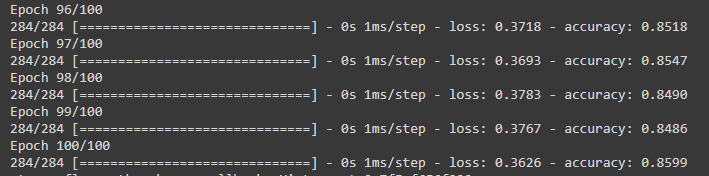 Epoch 96/100
284/284 [==============================] - 0s 1ms/step - loss: 0.3718 - accuracy: 0.8518
Epoch 97/100
284/284 [==============================] - 0s 1ms/step - loss: 0.3693 - accuracy: 0.8547
Epoch 98/100
284/284 [==============================] - 0s 1ms/step - loss: 0.3783 - accuracy: 0.8490
Epoch 99/100
284/284 [==============================] - 0s 1ms/step - loss: 0.3767 - accuracy: 0.8486
Epoch 100/100
284/284 [==============================] - 0s 1ms/step - loss: 0.3626 - accuracy: 0.8599